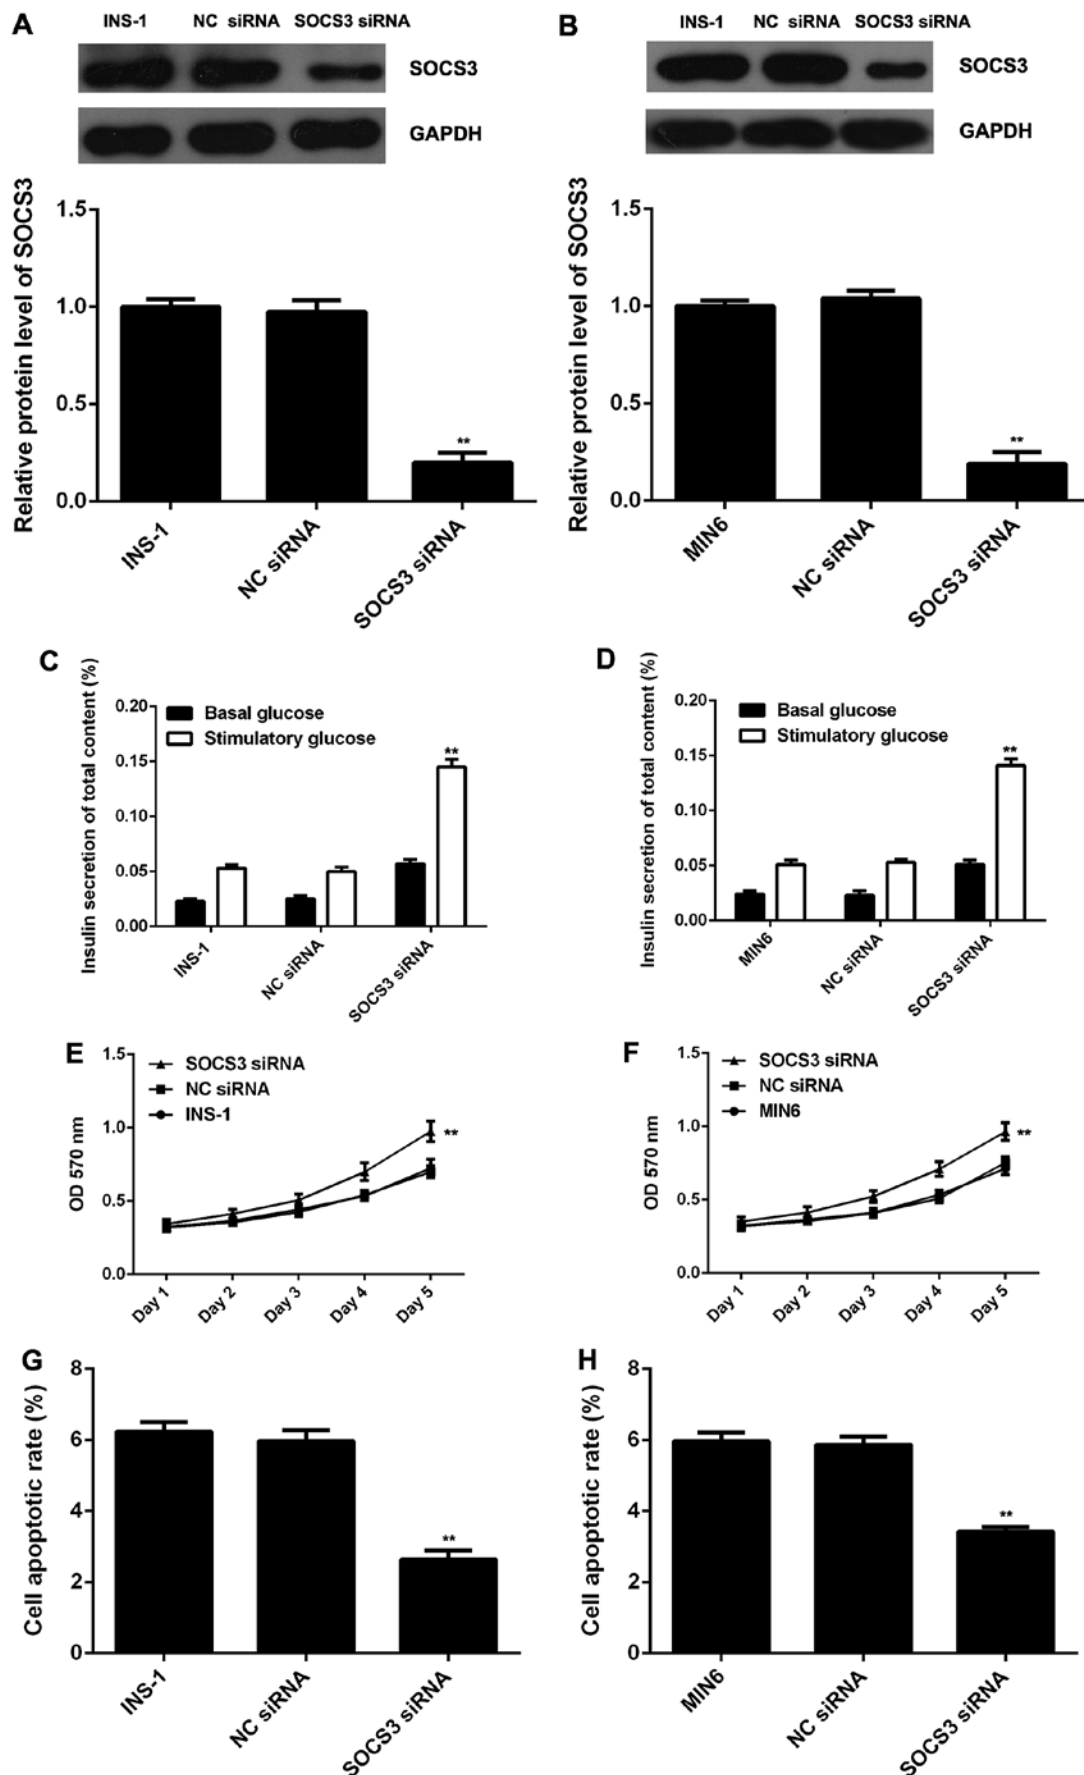 A
INS-1 NC siRNA SOCS3 siRNA
SOCS3
GAPDH
Relative protein level of SOCS3
1.5
1.0
0.5
0.0
**
INS-1
NC siRNA
SOCS3 siRNA
B
INS-1 NC siRNA SOCS3 siRNA
SOCS3
GAPDH
Relative protein level of SOCS3
1.5
1.0
0.5
0.0
**
MIN6
NC siRNA
SOCS3 siRNA
C
Insulin secretion of total content (%)
0.20
0.15
0.10
0.05
0.00
Basal glucose
Stimulatory glucose
**
INS-1
NC siRNA
SOCS3 siRNA
D
Insulin secretion of total content (%)
0.20
0.15
0.10
0.05
0.00
Basal glucose
Stimulatory glucose
**
MIN6
NC siRNA
SOCS3 siRNA
E
OD 570 nm
1.5
1.0
0.5
0.0
SOCS3 siRNA
NC siRNA
INS-1
**
Day 1
Day 2
Day 3
Day 4
Day 5
F
OD 570 nm
1.5
1.0
0.5
0.0
SOCS3 siRNA
NC siRNA
MIN6
**
Day 1
Day 2
Day 3
Day 4
Day 5
G
Cell apoptotic rate (%)
8
6
4
2
0
**
INS-1
NC siRNA
SOCS3 siRNA
H
Cell apoptotic rate (%)
8
6
4
2
0
**
MIN6
NC siRNA
SOCS3 siRNA